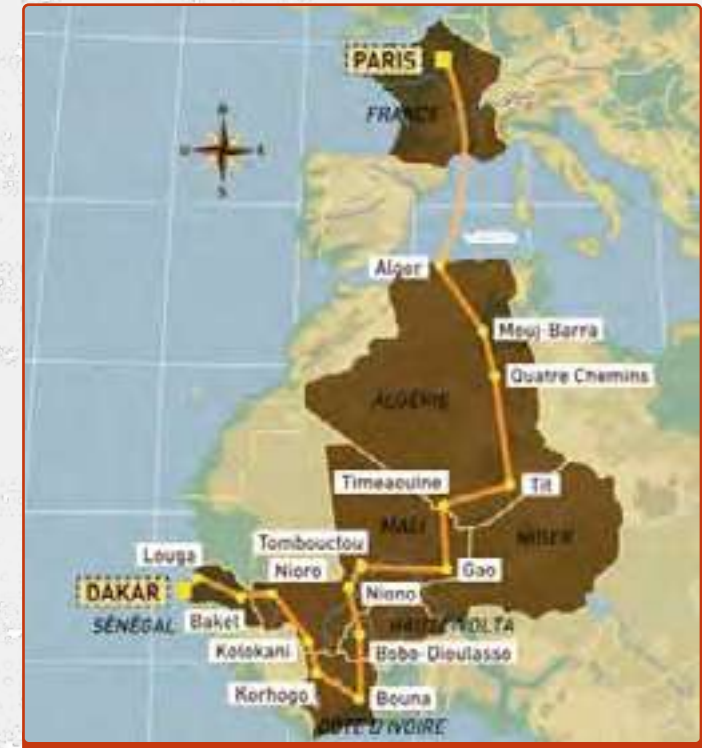 PARIS
FRANCE
N
O
E
S
Alger
Mouj-Barra
Quatre Chemins
ALGÉRIE
Timeaouine
Tit
MALI
NIGER
Tombouctou
Louga
Nioro
Gao
DAKAR
Niono
SÉNÉGAL
Bakel
HAUTE VOLTA
Kolokani
Bobo-Dioulasso
Korhogo
Bouna
CÔTE D'IVOIRE